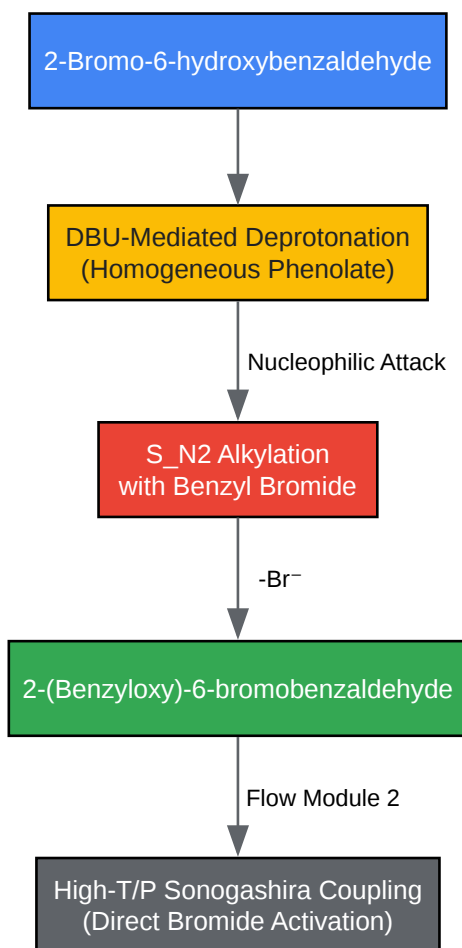 2-Bromo-6-hydroxybenzaldehyde
DBU-Mediated Deprotonation
(Homogeneous Phenolate)
Nucleophilic Attack
S_N2 Alkylation
with Benzyl Bromide
-Br⁻
2-(Benzyloxy)-6-bromobenzaldehyde
Flow Module 2
High-T/P Sonogashira Coupling
(Direct Bromide Activation)